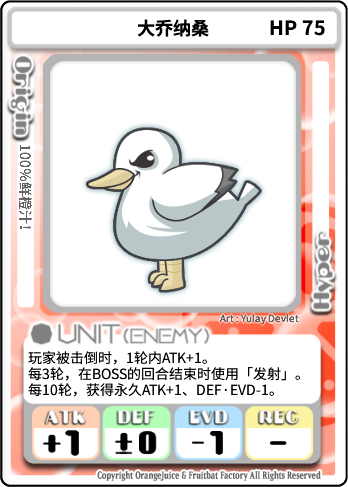 大乔纳桑 HP 75
Origin
100%鲜橙汁!
Hyper
Art : Yulay Devlet
UNIT(ENEMY)
玩家被击倒时，1轮内ATK+1。
每3轮，在BOSS的回合结束时使用「发射」。
每10轮，获得永久ATK+1、DEF·EVD-1。
ATK DEF EVD REC
+1 ±0 -1 -
Copyright Orangejuice & Fruitbat Factory All Rights Reserved